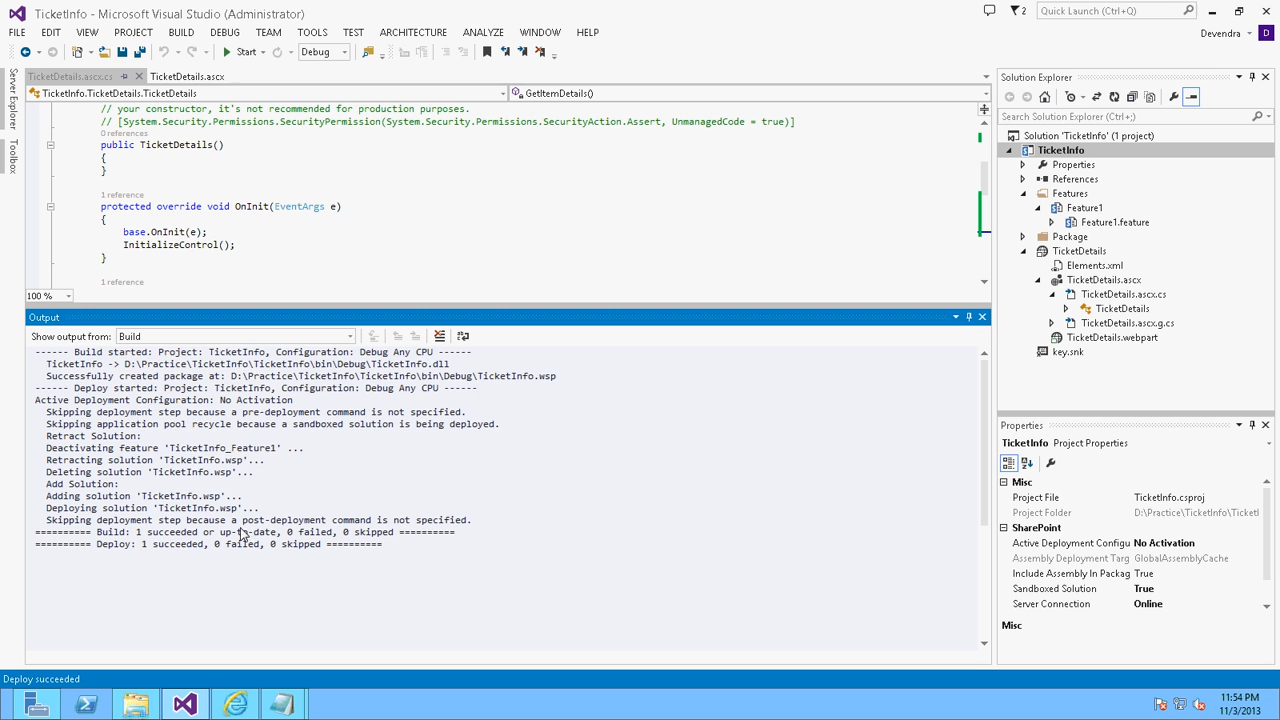 TicketInfo - Microsoft Visual Studio (Administrator)
2
Quick Launch (Ctrl+Q)
FILE EDIT VIEW PROJECT BUILD DEBUG TEAM TOOLS TEST ARCHITECTURE ANALYZE WINDOW HELP
Devendra
D
Start
Debug
Server Explorer
Toolbox
TicketDetails.ascx.cs
TicketDetails.ascx
TicketInfo.TicketDetails.TicketDetails
GetItemDetails()
// your constructor, it's not recommended for production purposes.
// [System.Security.Permissions.SecurityPermission(System.Security.Permissions.SecurityAction.Assert, UnmanagedCode = true)]
0 references
public TicketDetails()
{
}
1 reference
protected override void OnInit(EventArgs e)
{
base.OnInit(e);
InitializeControl();
}
1 reference
100 %
Output
Show output from: Build
------ Build started: Project: TicketInfo, Configuration: Debug Any CPU ------
TicketInfo -> D:\Practice\TicketInfo\TicketInfo\bin\Debug\TicketInfo.dll
Successfully created package at: D:\Practice\TicketInfo\TicketInfo\bin\Debug\TicketInfo.wsp
------ Deploy started: Project: TicketInfo, Configuration: Debug Any CPU ------
Active Deployment Configuration: No Activation
Skipping deployment step because a pre-deployment command is not specified.
Skipping application pool recycle because a sandboxed solution is being deployed.
Retract Solution:
Deactivating feature 'TicketInfo_Feature1' ...
Retracting solution 'TicketInfo.wsp'...
Deleting solution 'TicketInfo.wsp'...
Add Solution:
Adding solution 'TicketInfo.wsp'...
Deploying solution 'TicketInfo.wsp'...
Skipping deployment step because a post-deployment command is not specified.
========== Build: 1 succeeded or up-to-date, 0 failed, 0 skipped ==========
========== Deploy: 1 succeeded, 0 failed, 0 skipped ==========
Solution Explorer
Search Solution Explorer (Ctrl+;)
Solution 'TicketInfo' (1 project)
TicketInfo
Properties
References
Features
Feature1
Feature1.feature
Package
TicketDetails
Elements.xml
TicketDetails.ascx
TicketDetails.ascx.cs
TicketDetails
TicketDetails.ascx.g.cs
TicketDetails.webpart
key.snk
Properties
TicketInfo Project Properties
Misc
Project File TicketInfo.csproj
Project Folder D:\Practice\TicketInfo\TicketI
SharePoint
Active Deployment Configu No Activation
Assembly Deployment Targ GlobalAssemblyCache
Include Assembly In Packag True
Sandboxed Solution True
Server Connection Online
Misc
Deploy succeeded
11:54 PM
11/3/2013